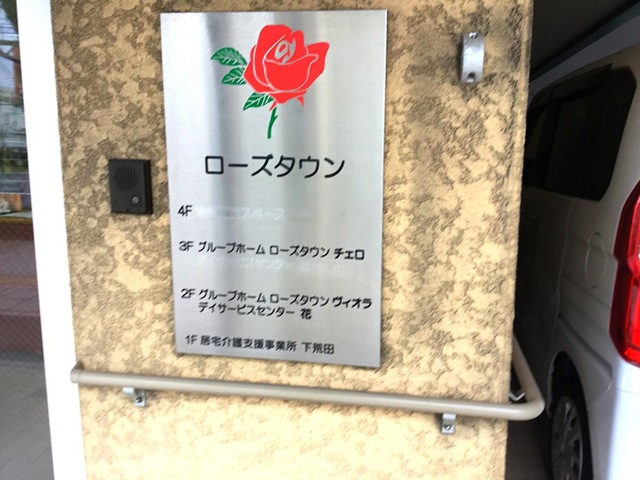 ローズタウン
4F
3F グループホーム ローズタウン チェロ
2F グループホーム ローズタウン ヴィオラ
デイサービスセンター 花
1F 居宅介護支援事業所 下荒田